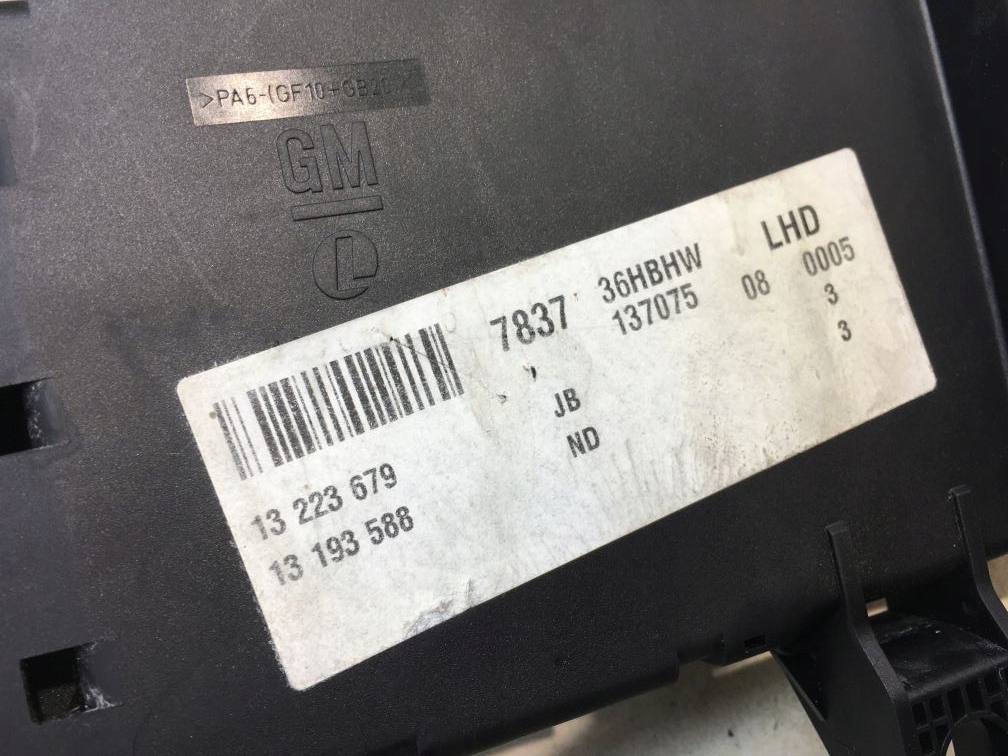 >PA6-(GF10+GB20)<
GM
L
LHD
7837 36HBHW 08 0005
137075 3
3
JB
ND
13 223 679
13 193 588